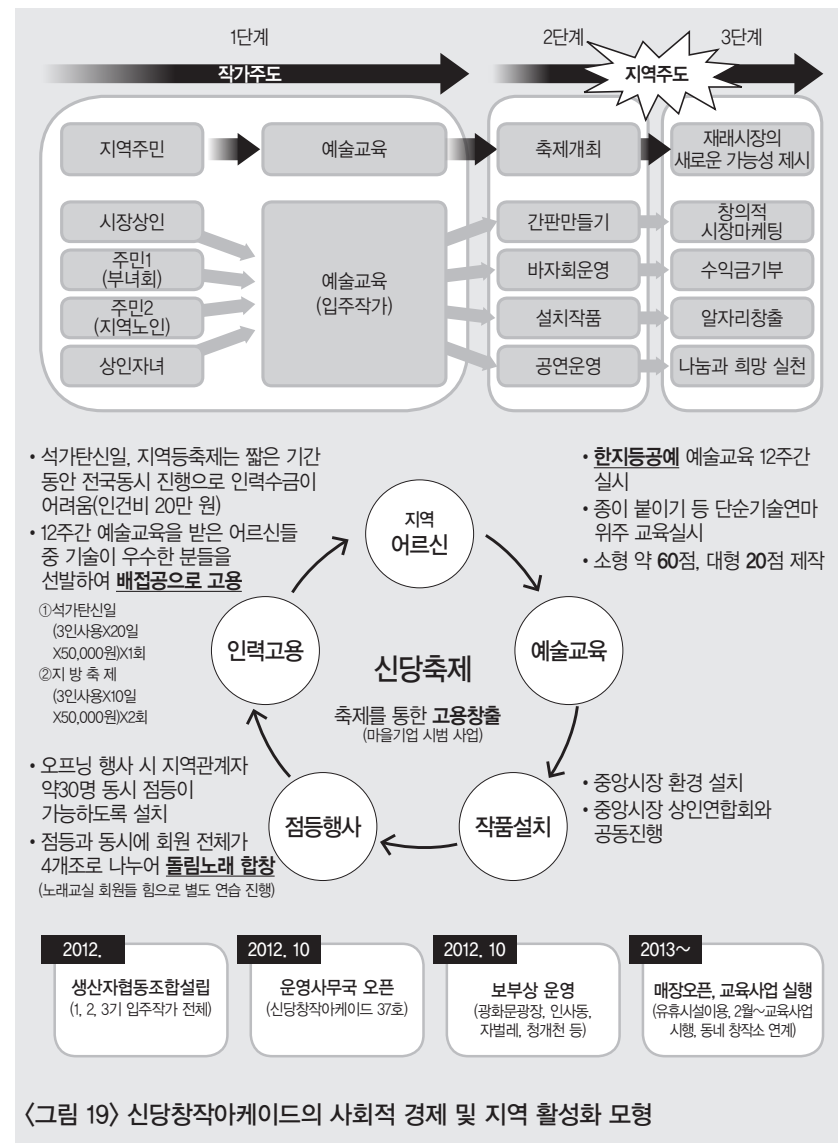 1단계
2단계
3단계
작가주도
지역주도
지역주민
예술교육
축제개최
재래시장의
새로운 가능성 제시
시장상인
주민1
(부녀회)
주민2
(지역노인)
상인자녀
예술교육
(입주작가)
간판만들기
바자회운영
설치작품
공연운영
창의적
시장마케팅
수익금기부
알자리창출
나눔과 희망 실천
• 석가탄신일, 지역등축제는 짧은 기간
동안 전국동시 진행으로 인력수금이
어려움(인건비 20만 원)
• 12주간 예술교육을 받은 어르신들
중 기술이 우수한 분들을
선발하여 배접공으로 고용
①석가탄신일
(3인사용X20일
X50,000원)X1회
②지 방 축 제
(3인사용X10일
X50,000원)X2회
• 한지등공예 예술교육 12주간
실시
• 종이 붙이기 등 단순기술연마
위주 교육실시
• 소형 약 60점, 대형 20점 제작
지역
어르신
인력고용
예술교육
신당축제
축제를 통한 고용창출
(마을기업 시범 사업)
점등행사
작품설치
• 오프닝 행사 시 지역관계자
약30명 동시 점등이
가능하도록 설치
• 점등과 동시에 회원 전체가
4개조로 나누어 돌림노래 합창
(노래교실 회원들 힘으로 별도 연습 진행)
• 중앙시장 환경 설치
• 중앙시장 상인연합회와
공동진행
2012.
생산자협동조합설립
(1, 2, 3기 입주작가 전체)
2012. 10
운영사무국 오픈
(신당창작아케이드 37호)
2012. 10
보부상 운영
(광화문광장, 인사동,
자벌레, 청개천 등)
2013~
매장오픈, 교육사업 실행
(유휴시설이용, 2월~교육사업
시행, 동네 창작소 연계)
〈그림 19〉 신당창작아케이드의 사회적 경제 및 지역 활성화 모형